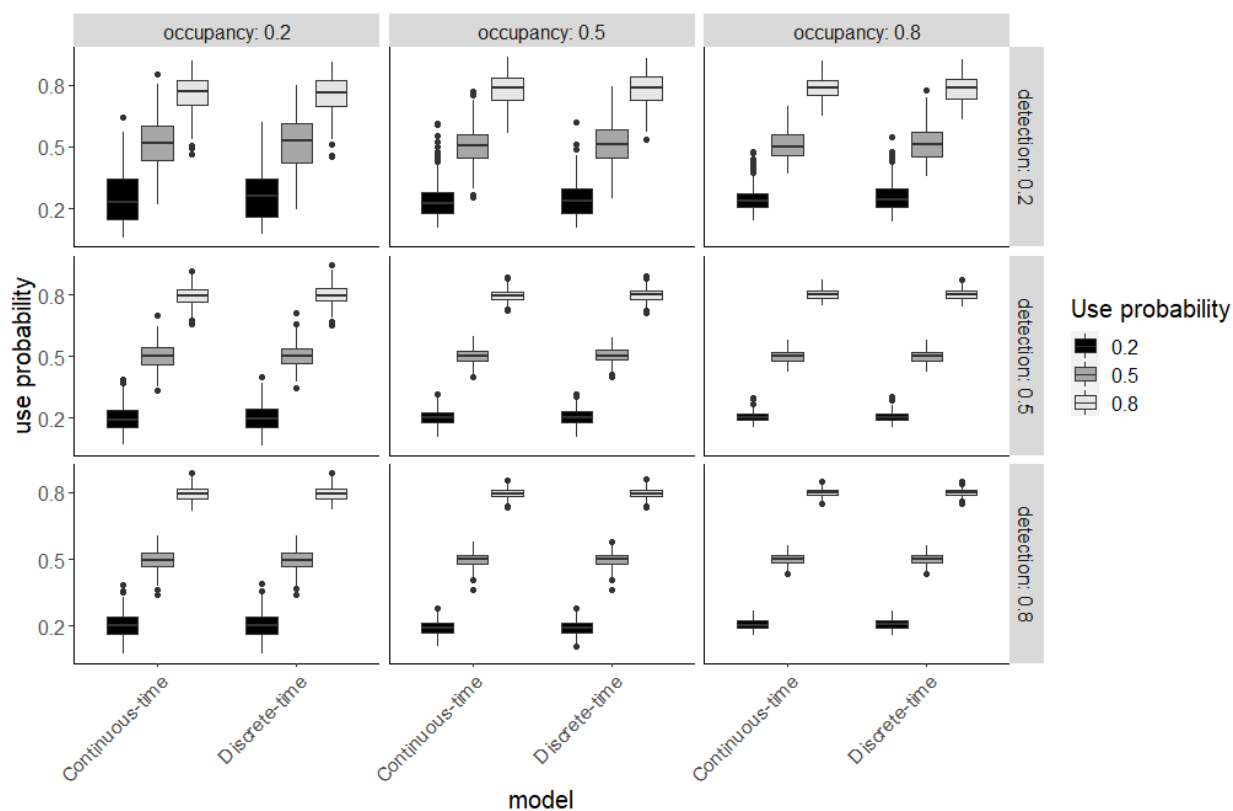 occupancy: 0.2
occupancy: 0.5
occupancy: 0.8
0.8
0.5
0.2
detection: 0.2
0.8
0.5
0.2
detection: 0.5
0.8
0.5
0.2
detection: 0.8
use probability
Continuous-time
Discrete-time
Continuous-time
Discrete-time
Continuous-time
Discrete-time
model
Use probability
0.2
0.5
0.8